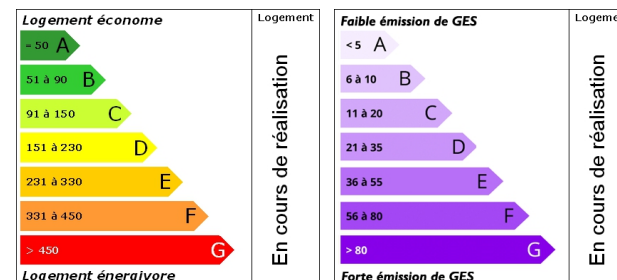 Logement économe
Logement
= 50 A
51 à 90 B
91 à 150 C
151 à 230 D
231 à 330 E
331 à 450 F
> 450 G
Logement énergivore
En cours de réalisation
Faible émission de GES
Logeme
< 5 A
6 à 10 B
11 à 20 C
21 à 35 D
36 à 55 E
56 à 80 F
> 80 G
Forte émission de GES
En cours de réalisation